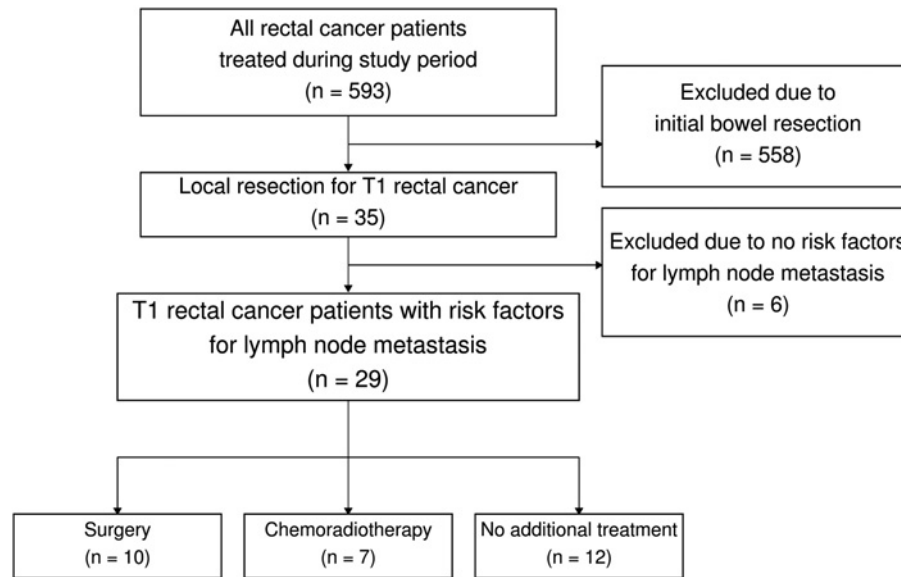 All rectal cancer patients
treated during study period
(n = 593)
Excluded due to
initial bowel resection
(n = 558)
Local resection for T1 rectal cancer
(n = 35)
Excluded due to no risk factors
for lymph node metastasis
(n = 6)
T1 rectal cancer patients with risk factors
for lymph node metastasis
(n = 29)
Surgery
(n = 10)
Chemoradiotherapy
(n = 7)
No additional treatment
(n = 12)